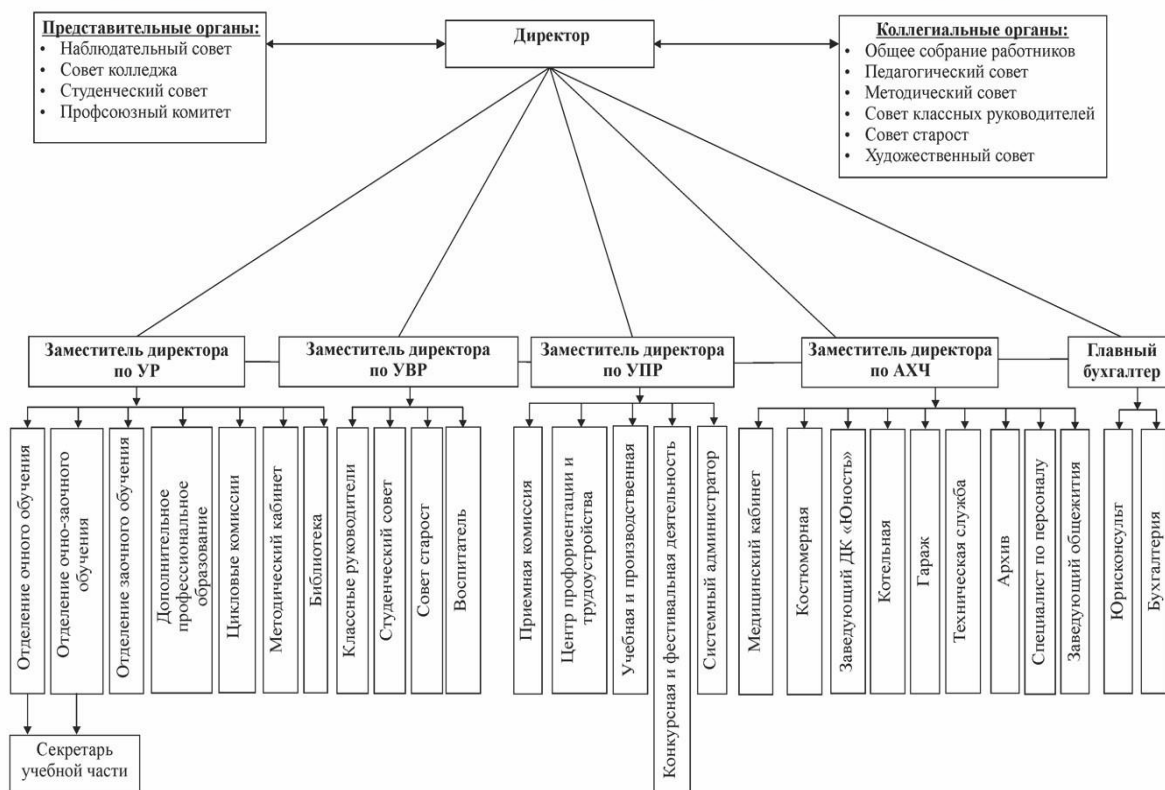 Представительные органы:
• Наблюдательный совет
• Совет колледжа
• Студенческий совет
• Профсоюзный комитет
Директор
Коллегиальные органы:
• Общее собрание работников
• Педагогический совет
• Методический совет
• Совет классных руководителей
• Совет старост
• Художественный совет
Заместитель директора
по УР
Заместитель директора
по УВР
Заместитель директора
по УПР
Заместитель директора
по АХЧ
Главный
бухгалтер
Отделение очного обучения
Отделение очно-заочного
обучения
Отделение заочного обучения
Дополнительное
профессиональное
образование
Цикловые комиссии
Методический кабинет
Библиотека
Классные руководители
Студенческий совет
Совет старост
Воспитатель
Приемная комиссия
Центр профориентации и
трудоустройства
Учебная и производственная
Конкурсная и фестивальная деятельность
Системный администратор
Медицинский кабинет
Костюмерная
Заведующий ДК «Юность»
Котельная
Гараж
Техническая служба
Архив
Специалист по персоналу
Заведующий общежития
Юрисконсульт
Бухгалтерия
Секретарь
учебной части